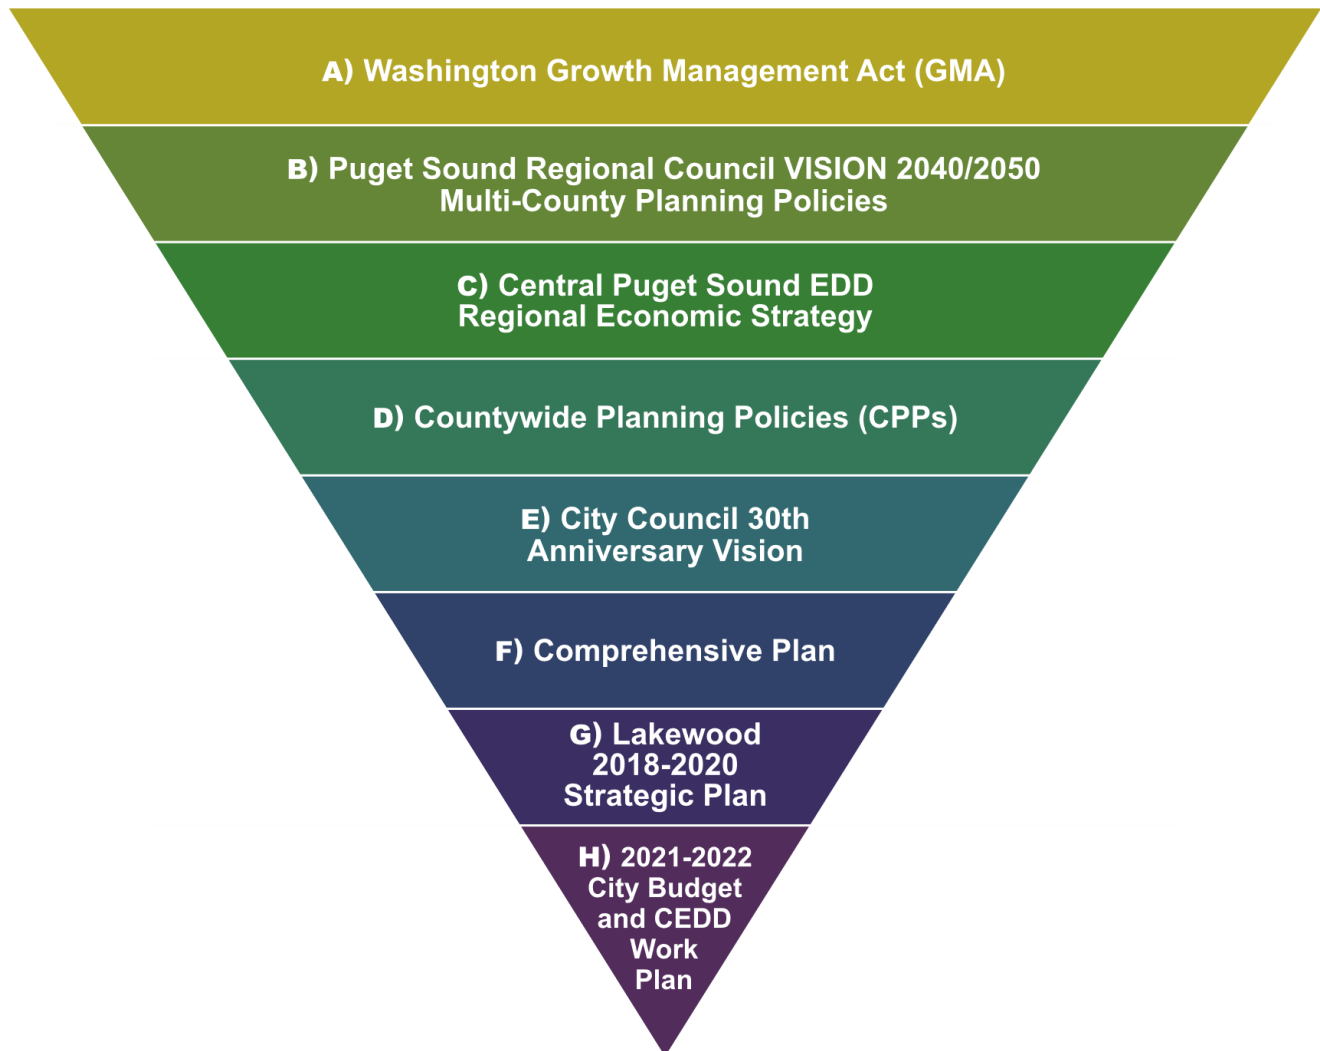 A) Washington Growth Management Act (GMA)
B) Puget Sound Regional Council VISION 2040/2050
Multi-County Planning Policies
C) Central Puget Sound EDD
Regional Economic Strategy
D) Countywide Planning Policies (CPPs)
E) City Council 30th
Anniversary Vision
F) Comprehensive Plan
G) Lakewood
2018-2020
Strategic Plan
H) 2021-2022
City Budget
and CEDD
Work
Plan